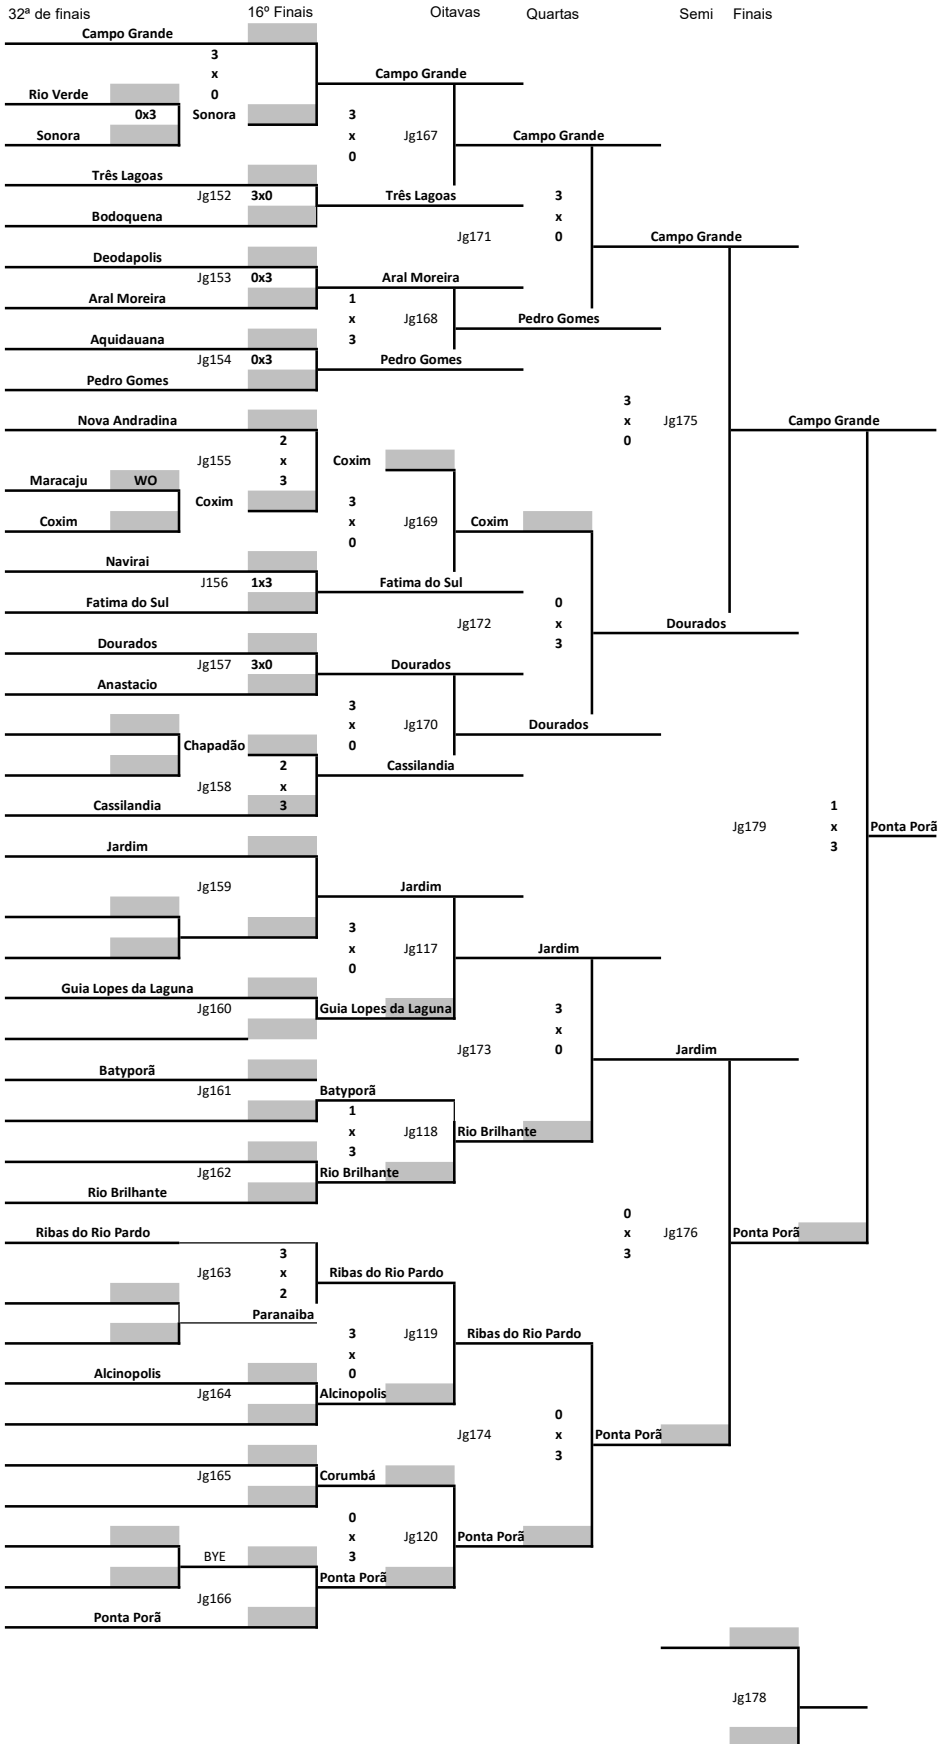 32ª de finais 16º Finais Oitavas Quartas Semi Finais
Campo Grande
3
x Campo Grande
Rio Verde 0
0x3 Sonora 3
Sonora x Jg167 Campo Grande
0
Três Lagoas
Jg152 3x0 Três Lagoas 3
Bodoquena x
Jg171 0 Campo Grande
Deodapolis
Jg153 0x3 Aral Moreira
Aral Moreira 1
x Jg168 Pedro Gomes
Aquidauana 3
Jg154 0x3 Pedro Gomes
Pedro Gomes
3
Nova Andradina x Jg175 Campo Grande
2 0
Jg155 x Coxim
Maracaju WO 3
Coxim 3
Coxim x Jg169 Coxim
0
Navirai
J156 1x3 Fatima do Sul
Fatima do Sul 0
Jg172 x Dourados
Dourados 3
Jg157 3x0 Dourados
Anastacio
3
x Jg170 Dourados
Chapadão 0
2 Cassilandia
Jg158 x
Cassilandia 3 1
Jg179 x Ponta Porã
Jardim 3
Jg159 Jardim
3
x Jg117 Jardim
0
Guia Lopes da Laguna
Jg160 Guia Lopes da Laguna 3
x
Jg173 0 Jardim
Batyporã
Jg161 Batyporã
1
x Jg118 Rio Brilhante
3
Jg162 Rio Brilhante
Rio Brilhante
0
Ribas do Rio Pardo x Jg176 Ponta Porã
3 3
Jg163 x Ribas do Rio Pardo
2
Paranaiba
3 Jg119 Ribas do Rio Pardo
x
Alcinopolis 0
Jg164 Alcinopolis
0
Jg174 x Ponta Porã
3
Jg165 Corumbá
0
x Jg120 Ponta Porã
BYE 3
Ponta Porã
Jg166
Ponta Porã
Jg178